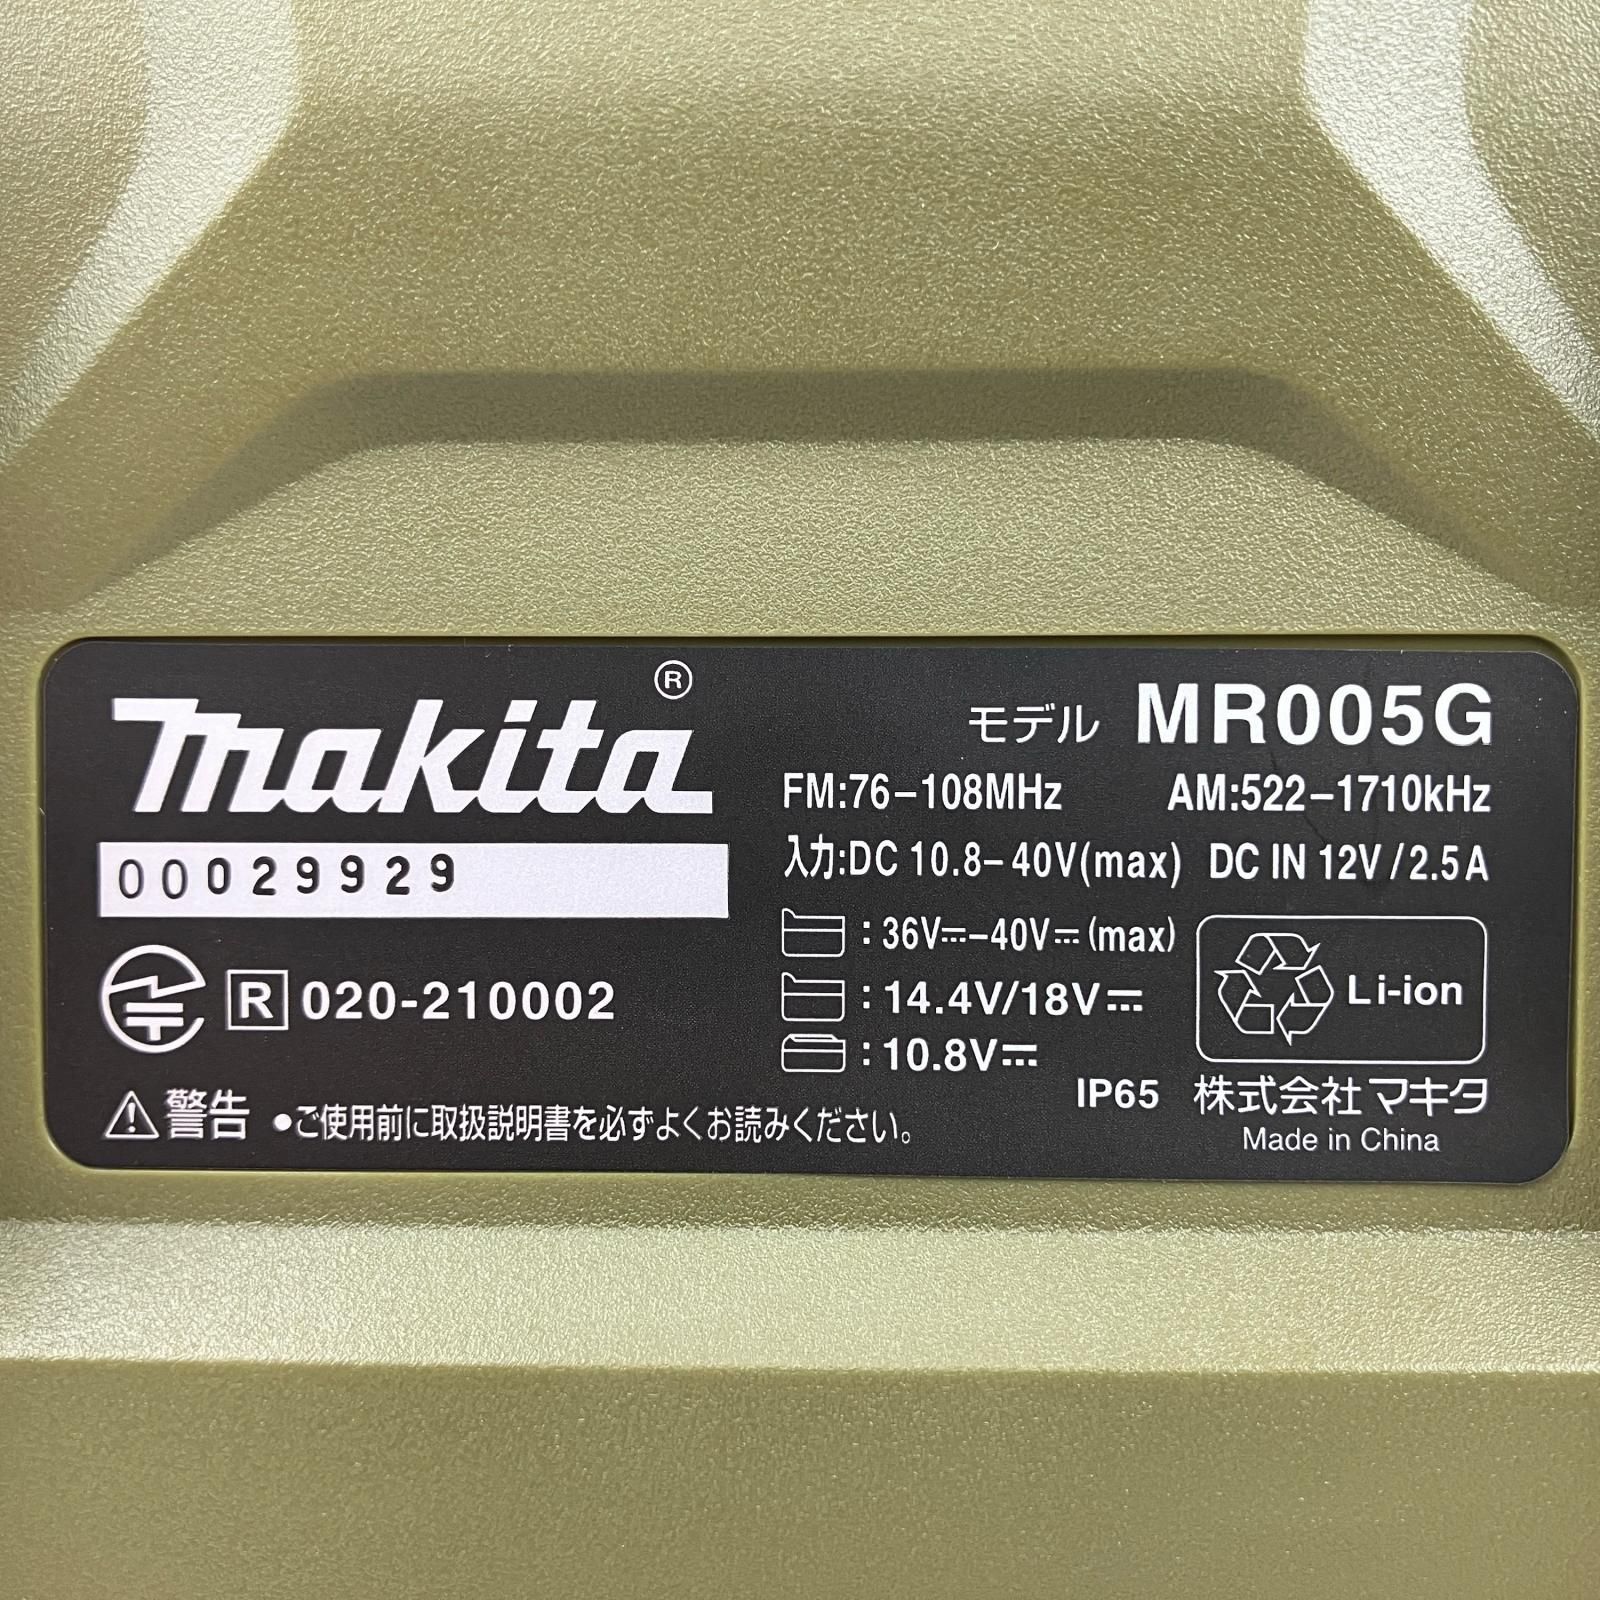 makita®
00029929
R 020-210002
⚠警告 ●ご使用前に取扱説明書を必ずよくお読みください。
モデル MR005G
FM:76-108MHz AM:522-1710kHz
入力:DC 10.8-40V(max) DC IN 12V/2.5A
:36V⎓-40V⎓(max)
:14.4V/18V⎓
:10.8V⎓
Li-ion
IP65 株式会社マキタ
Made in China